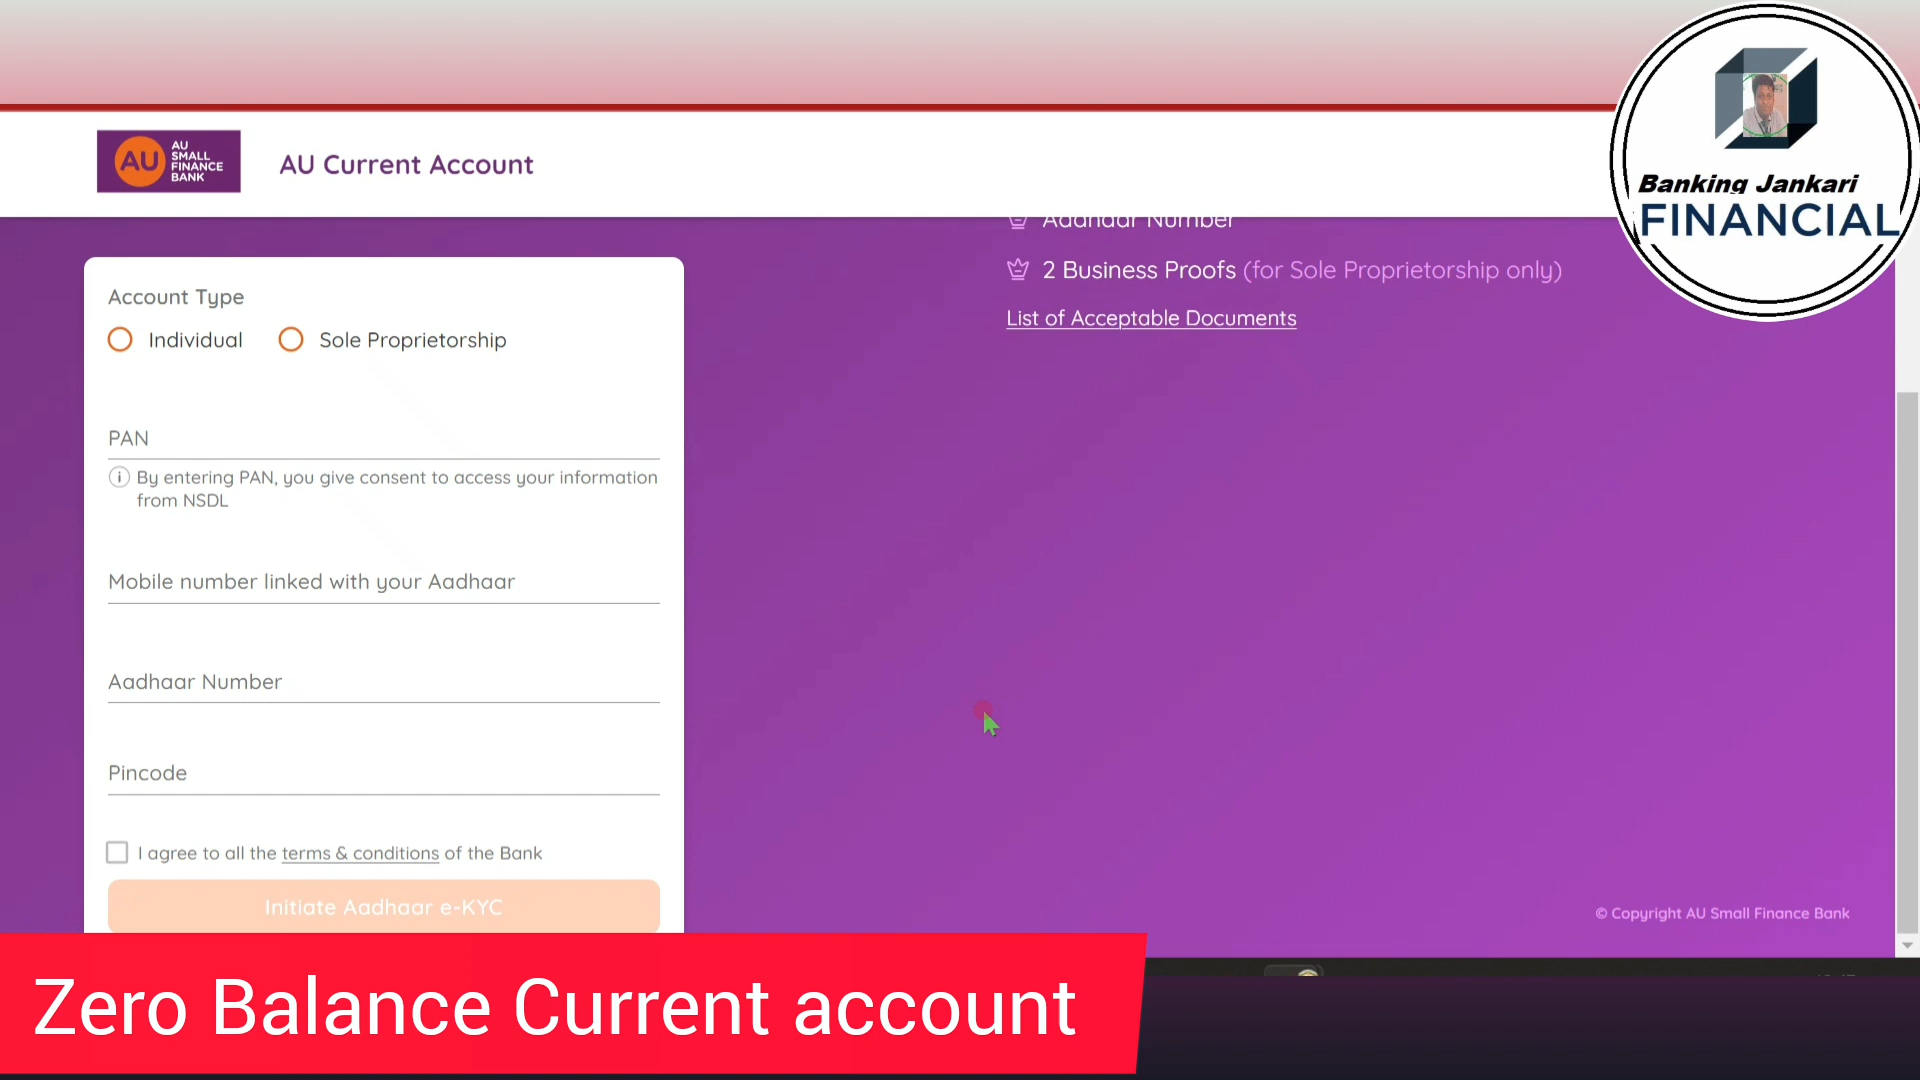 AU
AU
SMALL
FINANCE
BANK
AU Current Account
Banking Jankari
FINANCIAL
Aadhaar Number
2 Business Proofs (for Sole Proprietorship only)
List of Acceptable Documents
Account Type
Individual
Sole Proprietorship
PAN
By entering PAN, you give consent to access your information
from NSDL
Mobile number linked with your Aadhaar
Aadhaar Number
Pincode
I agree to all the terms & conditions of the Bank
Initiate Aadhaar e-KYC
© Copyright AU Small Finance Bank
Zero Balance Current account